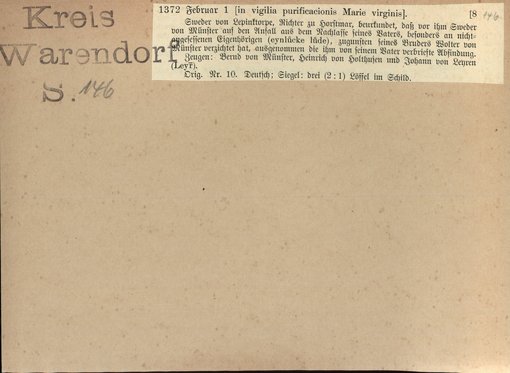 Kreis
Warendorf
S. 146
1372 Februar 1 [in vigilia purificacionis Marie virginis]. [8 146
Sweder von Lepinktorpe, Richter zu Horstmar, beurkundet, daß vor ihm Sweder
von Münster auf den Anfall aus dem Nachlasse seines Vaters, besonders an nicht-
angesessenen Eigenhörigen (eynlücke lüde), zugunsten seines Bruders Wolter von
Münster verzichtet hat, ausgenommen die ihm von seinem Vater verbriefte Abfindung.
Zeugen: Bernd von Münster, Heinrich von Holthusen und Johann von Leyren
(Leyr).
Orig. Nr. 10. Deutsch; Siegel: drei (2 : 1) Löffel im Schild.